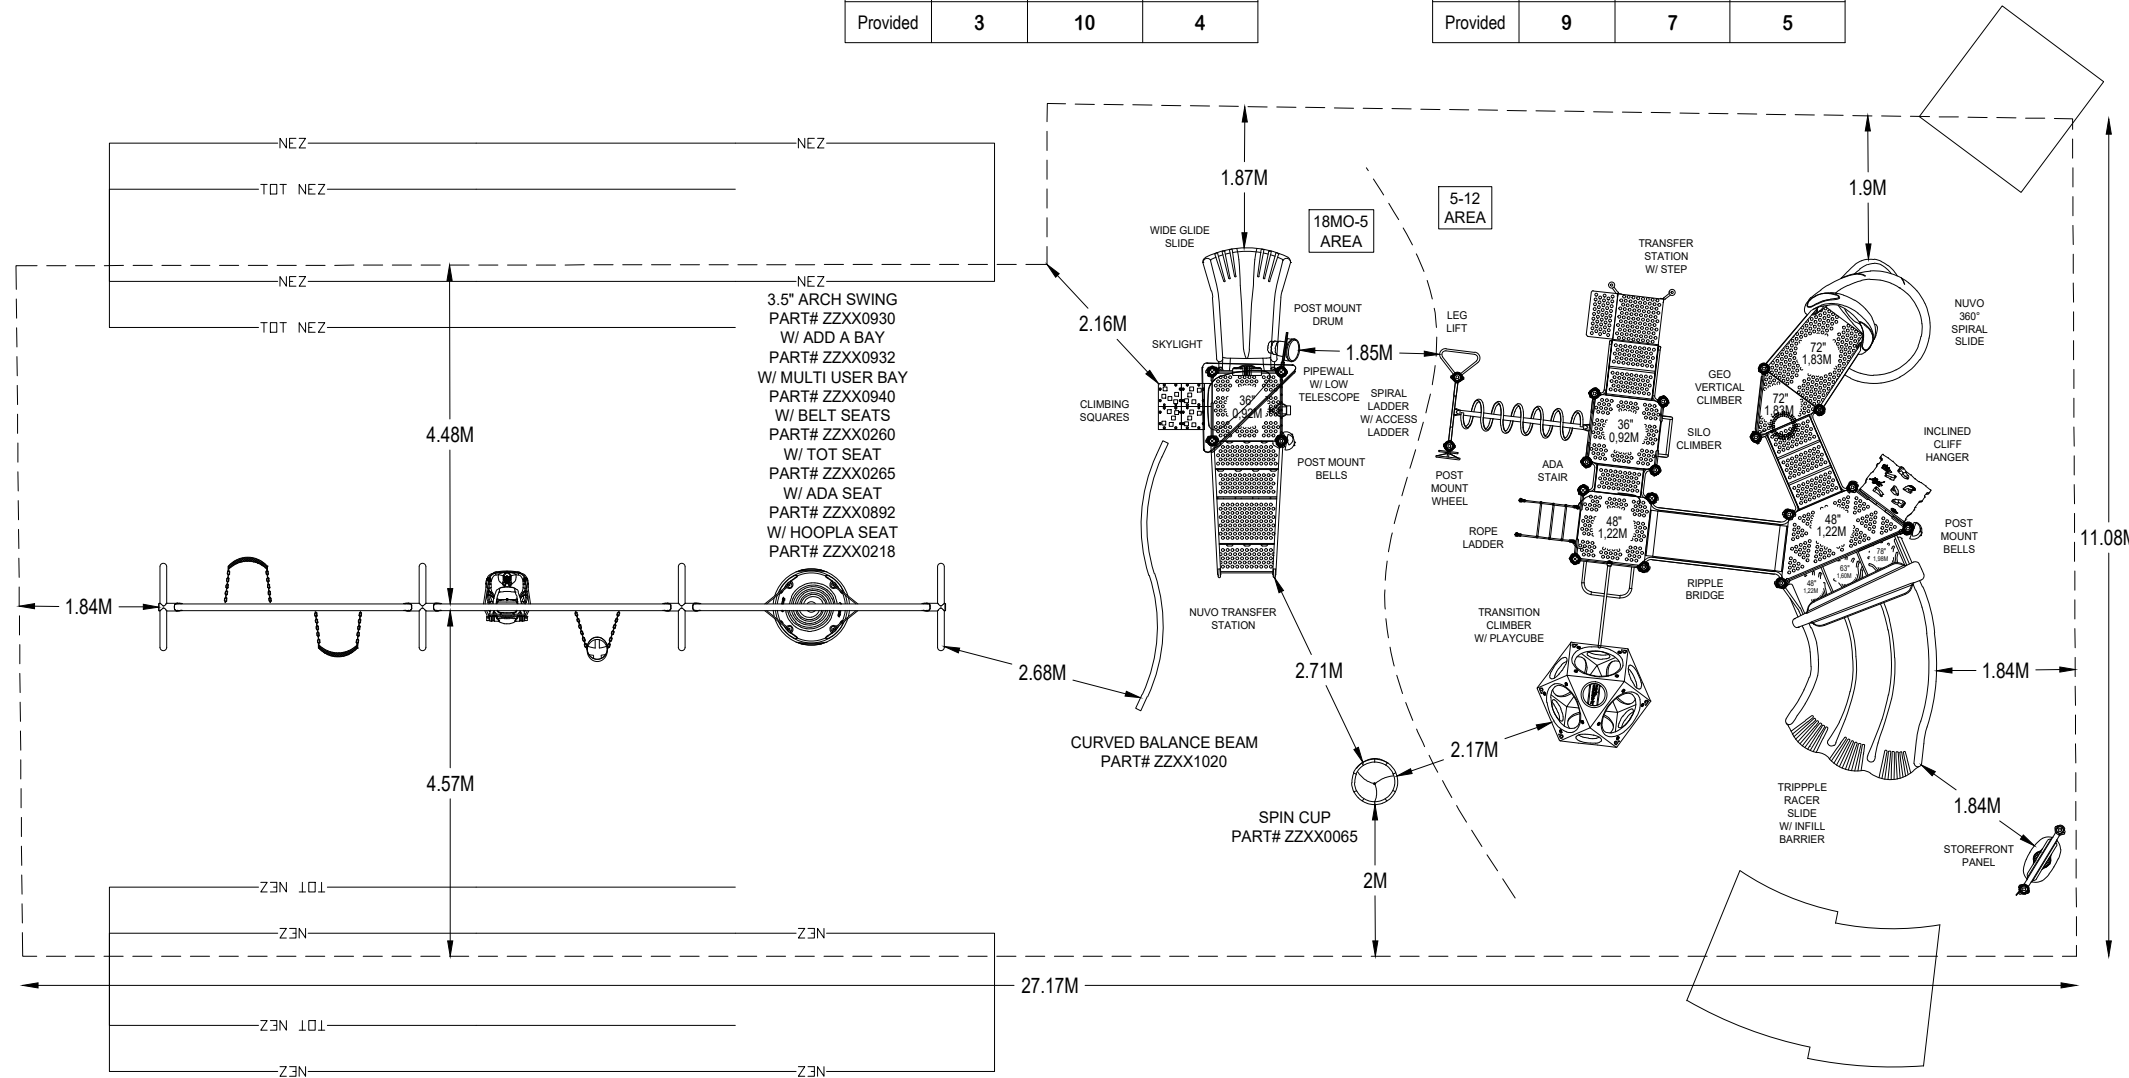 Provided 3 10 4
Provided 9 7 5
NEZ
NEZ
TOT NEZ
NEZ
NEZ
TOT NEZ
3.5" ARCH SWING
PART# ZZXX0930
W/ ADD A BAY
PART# ZZXX0932
W/ MULTI USER BAY
PART# ZZXX0940
W/ BELT SEATS
PART# ZZXX0260
W/ TOT SEAT
PART# ZZXX0265
W/ ADA SEAT
PART# ZZXX0892
W/ HOOPLA SEAT
PART# ZZXX0218
4.48M
1.84M
4.57M
2.68M
2.16M
1.87M
WIDE GLIDE
SLIDE
18MO-5
AREA
5-12
AREA
POST MOUNT
DRUM
SKYLIGHT
1.85M
PIPEWALL
W/ LOW
TELESCOPE
CLIMBING
SQUARES
36"
0.92M
POST MOUNT
BELLS
NUVO TRANSFER
STATION
2.71M
CURVED BALANCE BEAM
PART# ZZXX1020
SPIN CUP
PART# ZZXX0065
2M
2.17M
LEG
LIFT
SPIRAL
LADDER
W/ ACCESS
LADDER
POST
MOUNT
WHEEL
TRANSFER
STATION
W/ STEP
36"
0,92M
SILO
CLIMBER
ADA
STAIR
ROPE
LADDER
48"
1,22M
RIPPLE
BRIDGE
TRANSITION
CLIMBER
W/ PLAYCUBE
1.9M
NUVO
360°
SPIRAL
SLIDE
72"
1,83M
GEO
VERTICAL
CLIMBER
72"
1,83M
INCLINED
CLIFF
HANGER
48"
1,22M
POST
MOUNT
BELLS
78"
1,98M
63"
1,60M
48"
1,22M
11.08M
1.84M
TRIPPPLE
RACER
SLIDE
W/ INFILL
BARRIER
1.84M
STOREFRONT
PANEL
TOT NEZ
NEZ
NEZ
27.17M
TOT NEZ
NEZ
NEZ